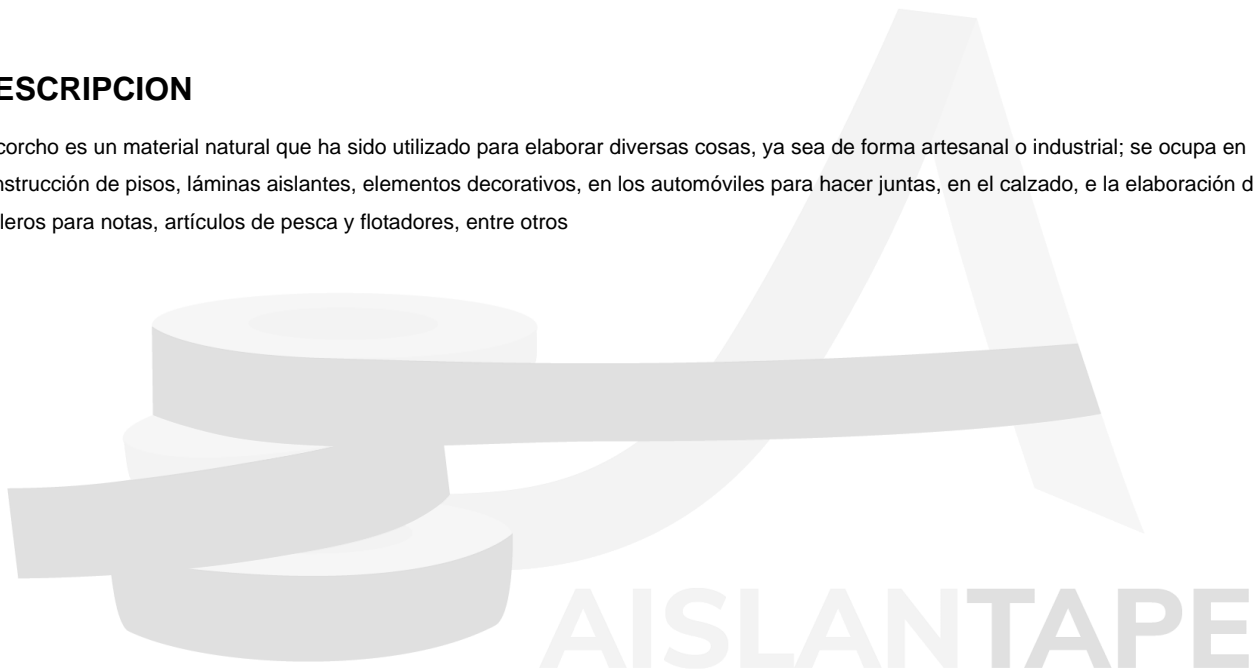 ESCRIPCION
corcho es un material natural que ha sido utilizado para elaborar diversas cosas, ya sea de forma artesanal o industrial; se ocupa en
nstrucción de pisos, láminas aislantes, elementos decorativos, en los automóviles para hacer juntas, en el calzado, e la elaboración d
leros para notas, artículos de pesca y flotadores, entre otros
AISLANTAPE